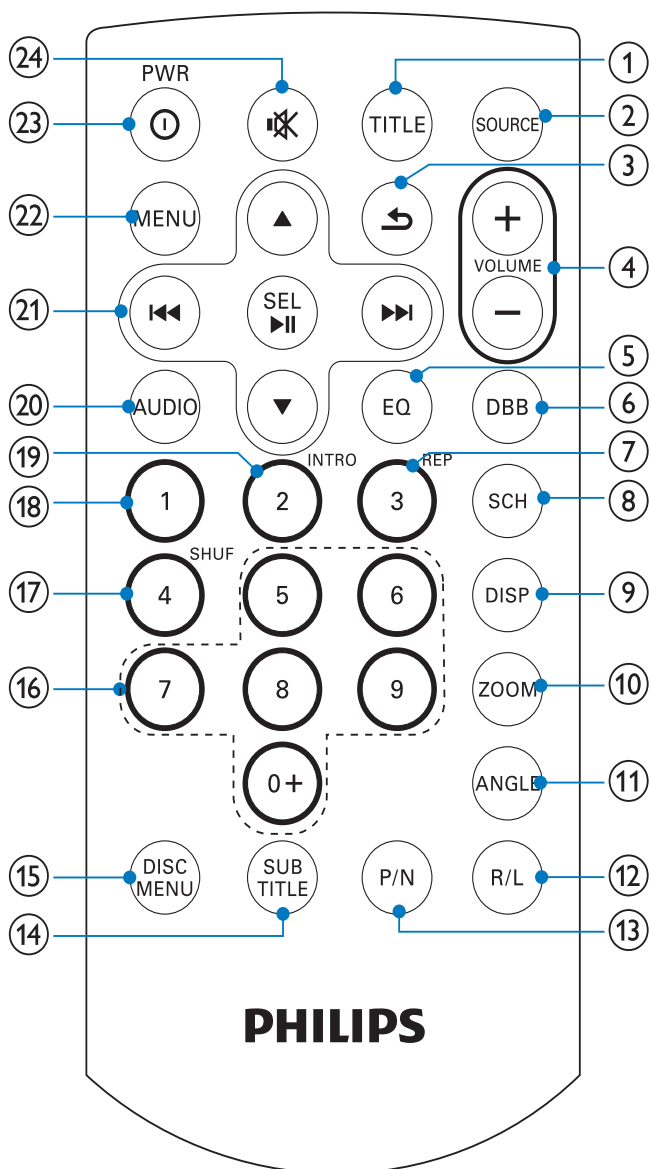 24
1
PWR
23
TITLE
SOURCE
2
3
22
MENU
+
VOLUME
4
21
SEL
−
5
20
AUDIO
EQ
DBB
6
19
INTRO
REP
7
18
1
2
3
SCH
8
SHUF
17
4
5
6
DISP
9
16
7
8
9
ZOOM
10
0+
ANGLE
11
15
DISC
MENU
SUB
TITLE
P/N
R/L
12
14
13
PHILIPS